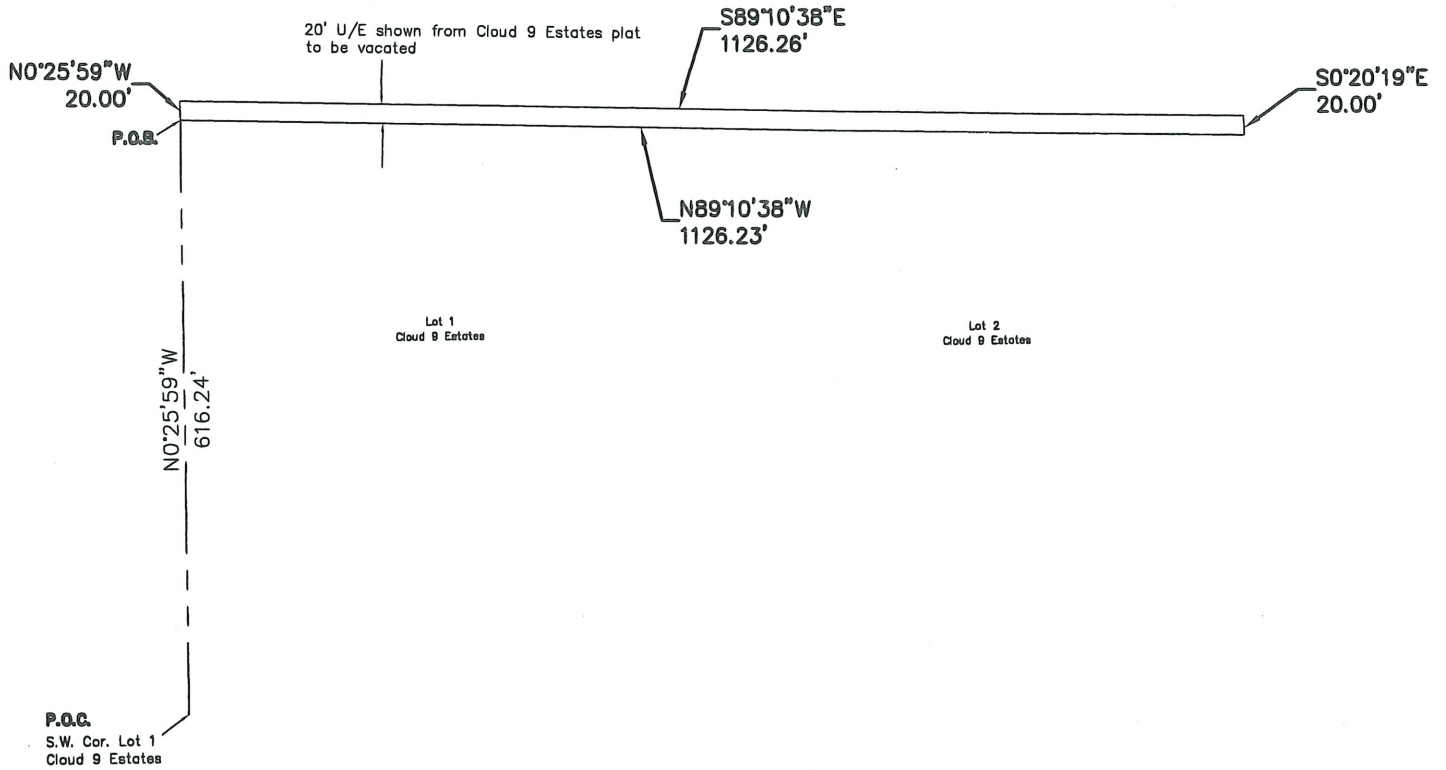 20' U/E shown from Cloud 9 Estates plat
to be vacated
S89°10'38"E
1126.26'
N0°25'59"W
20.00'
S0°20'19"E
20.00'
P.O.B.
N89°10'38"W
1126.23'
Lot 1
Cloud 9 Estates
Lot 2
Cloud 9 Estates
N0°25'59"W
616.24'
P.O.C.
S.W. Cor. Lot 1
Cloud 9 Estates